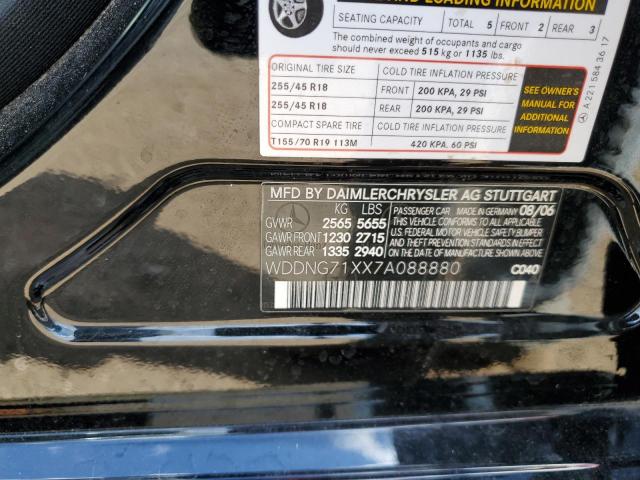 AND LOADING INFORMATION
SEATING CAPACITY TOTAL 5 FRONT 2 REAR 3
The combined weight of occupants and cargo
should never exceed 515 kg or 1135 lbs.
ORIGINAL TIRE SIZE COLD TIRE INFLATION PRESSURE
255/45 R18 FRONT 200 KPA, 29 PSI
255/45 R18 REAR 200 KPA, 29 PSI
COMPACT SPARE TIRE COLD TIRE INFLATION PRESSURE
T155/70 R19 113M 420 KPA, 60 PSI
SEE OWNER'S
MANUAL FOR
ADDITIONAL
INFORMATION
A 221 584 36 17
MFD BY DAIMLERCHRYSLER AG STUTTGART
KG LBS
GVWR 2565 5655
GAWR FRONT 1230 2715
GAWR REAR 1335 2940
PASSENGER CAR MADE IN GERMANY 08/06
THIS VEHICLE CONFORMS TO ALL APPLICABLE
U.S. FEDERAL MOTOR VEHICLE SAFETY BUMPER,
AND THEFT PREVENTION STANDARDS IN EFFECT
ON THE DATE OF MANUFACTURE SHOWN ABOVE
WDDNG71XX7A088880 C040